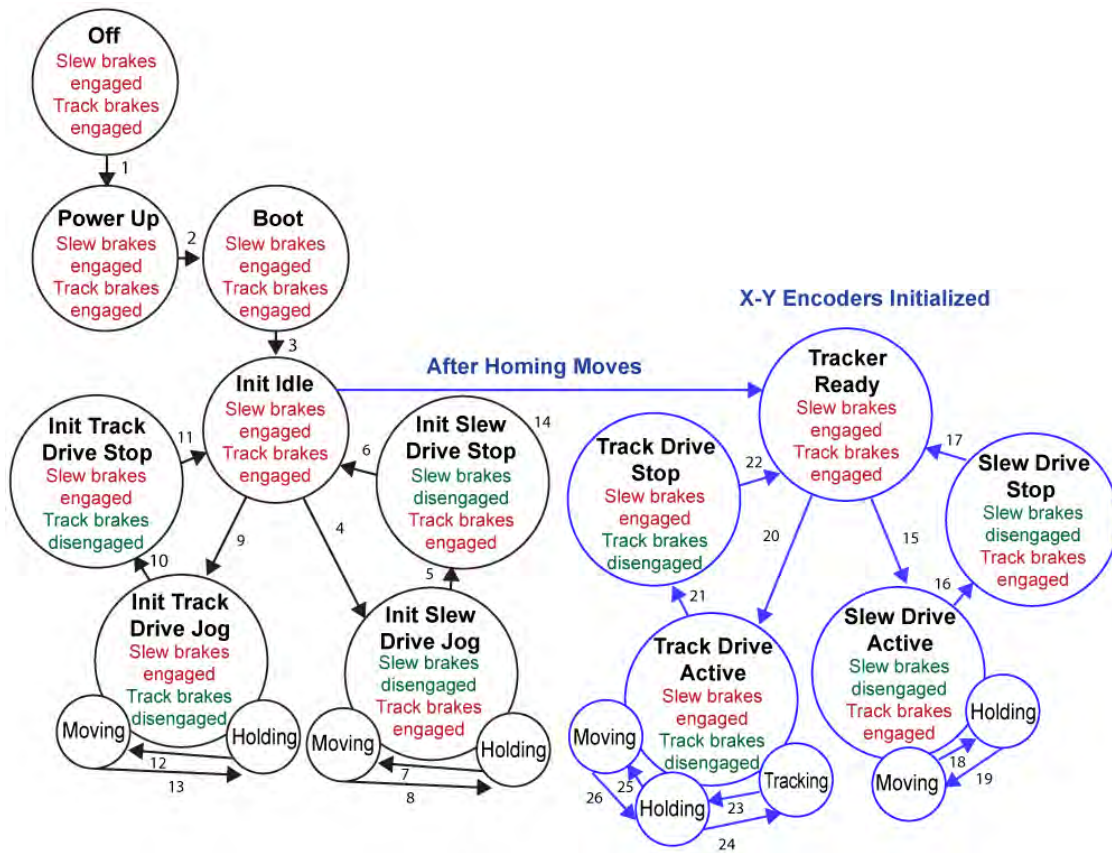 Off
Slew brakes
engaged
Track brakes
engaged
1
Power Up
Slew brakes
engaged
Track brakes
engaged
2
Boot
Slew brakes
engaged
Track brakes
engaged
3
X-Y Encoders Initialized
After Homing Moves
Init Idle
Slew brakes
engaged
Track brakes
engaged
Init Track
Drive Stop
Slew brakes
engaged
Track brakes
disengaged
11
6
Init Slew
Drive Stop
Slew brakes
disengaged
Track brakes
engaged
14
9
4
10
5
Init Track
Drive Jog
Slew brakes
engaged
Track brakes
disengaged
Moving
Holding
12
13
Init Slew
Drive Jog
Slew brakes
disengaged
Track brakes
engaged
Moving
Holding
7
8
Tracker
Ready
Slew brakes
engaged
Track brakes
engaged
Track Drive
Stop
Slew brakes
engaged
Track brakes
disengaged
22
17
Slew Drive
Stop
Slew brakes
disengaged
Track brakes
engaged
20
15
21
16
Track Drive
Active
Slew brakes
engaged
Track brakes
disengaged
Moving
Holding
Tracking
25
26
23
24
Slew Drive
Active
Slew brakes
disengaged
Track brakes
engaged
Holding
Moving
18
19